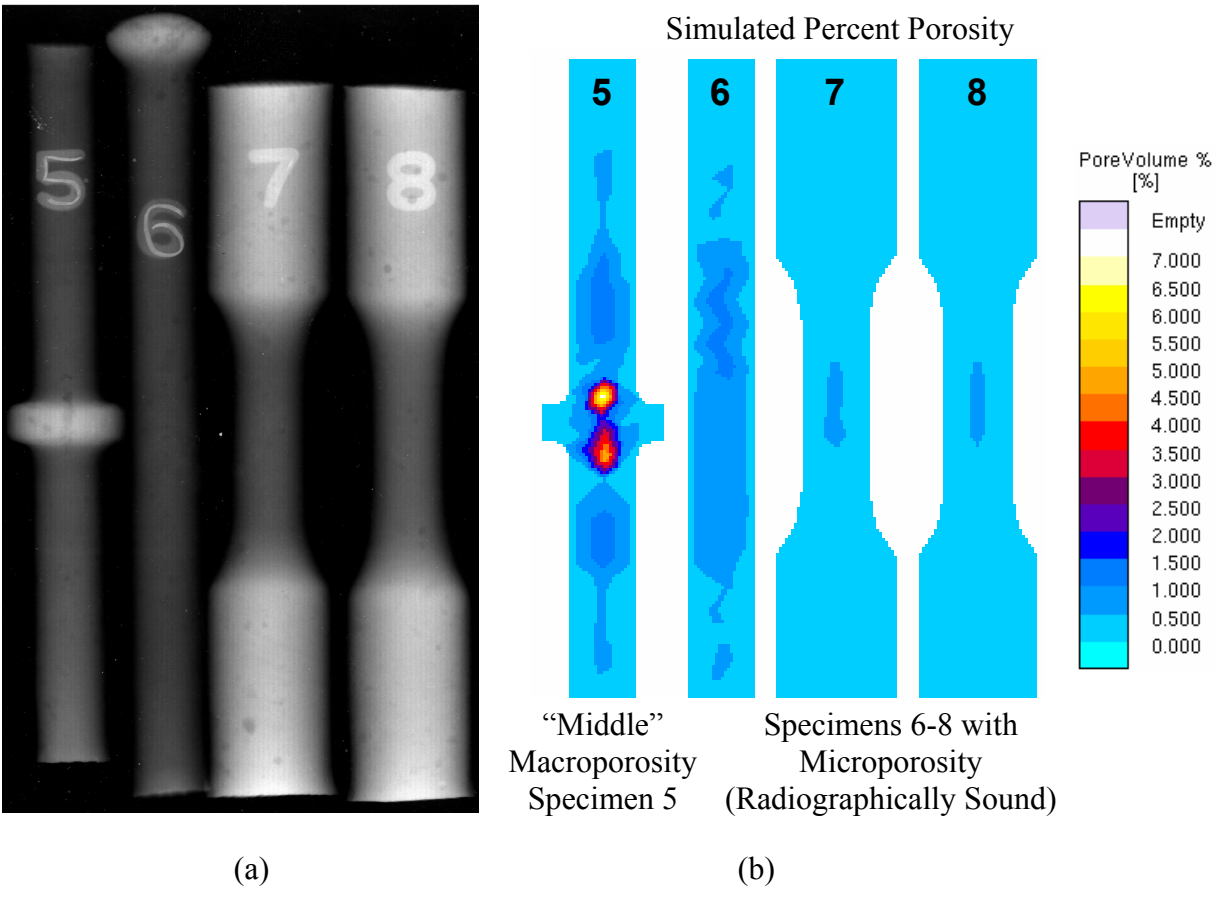 5
6
7
8
Simulated Percent Porosity
5
6
7
8
PoreVolume %
[%]
Empty
7.000
6.500
6.000
5.500
5.000
4.500
4.000
3.500
3.000
2.500
2.000
1.500
1.000
0.500
0.000
“Middle”
Macroporosity
Specimen 5
Specimens 6-8 with
Microporosity
(Radiographically Sound)
(a)
(b)